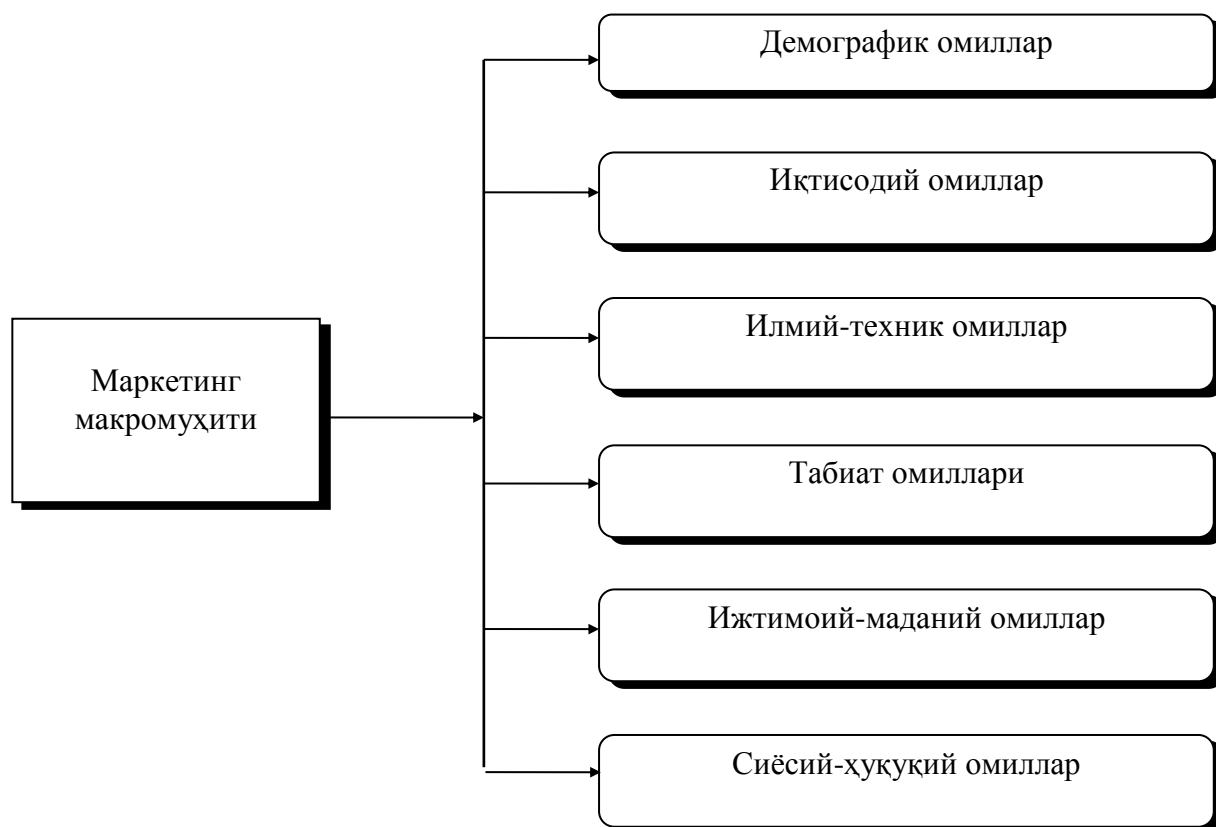 Демографик омиллар
Иқтисодий омиллар
Илмий-техник омиллар
Маркетинг
макромуҳити
Табиат омиллари
Ижтимоий-маданий омиллар
Сиёсий-ҳуқуқий омиллар